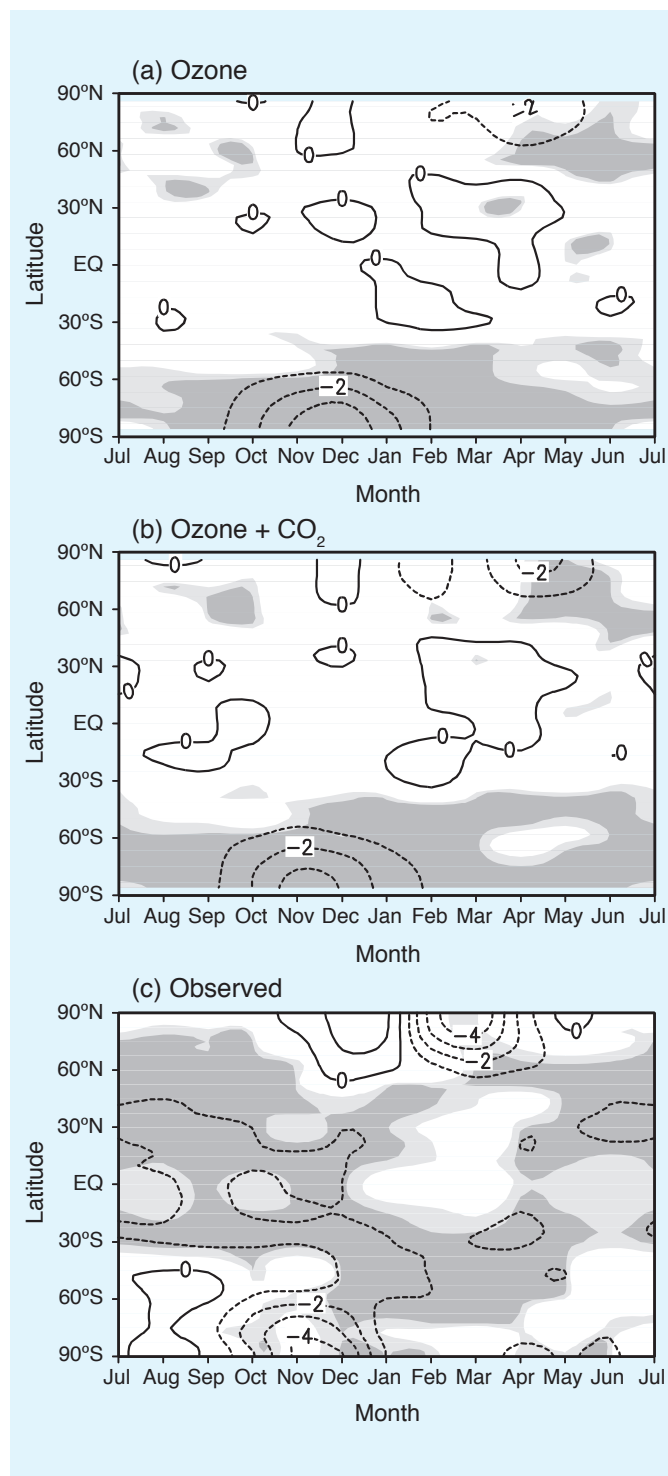 (a) Ozone
90ºN
60ºN
30ºN
EQ
30ºS
60ºS
90ºS
Latitude
0
0
−2
0
0
0
0
0
0
−2
Jul Aug Sep Oct Nov Dec Jan Feb Mar Apr May Jun Jul
Month
(b) Ozone + CO₂
90ºN
60ºN
30ºN
EQ
30ºS
60ºS
90ºS
Latitude
0
−2
0
0
0
0
0
0
0
0
0
−2
Jul Aug Sep Oct Nov Dec Jan Feb Mar Apr May Jun Jul
Month
(c) Observed
90ºN
60ºN
30ºN
EQ
30ºS
60ºS
90ºS
Latitude
−4
0
−2
0
0
−2
−4
Jul Aug Sep Oct Nov Dec Jan Feb Mar Apr May Jun Jul
Month